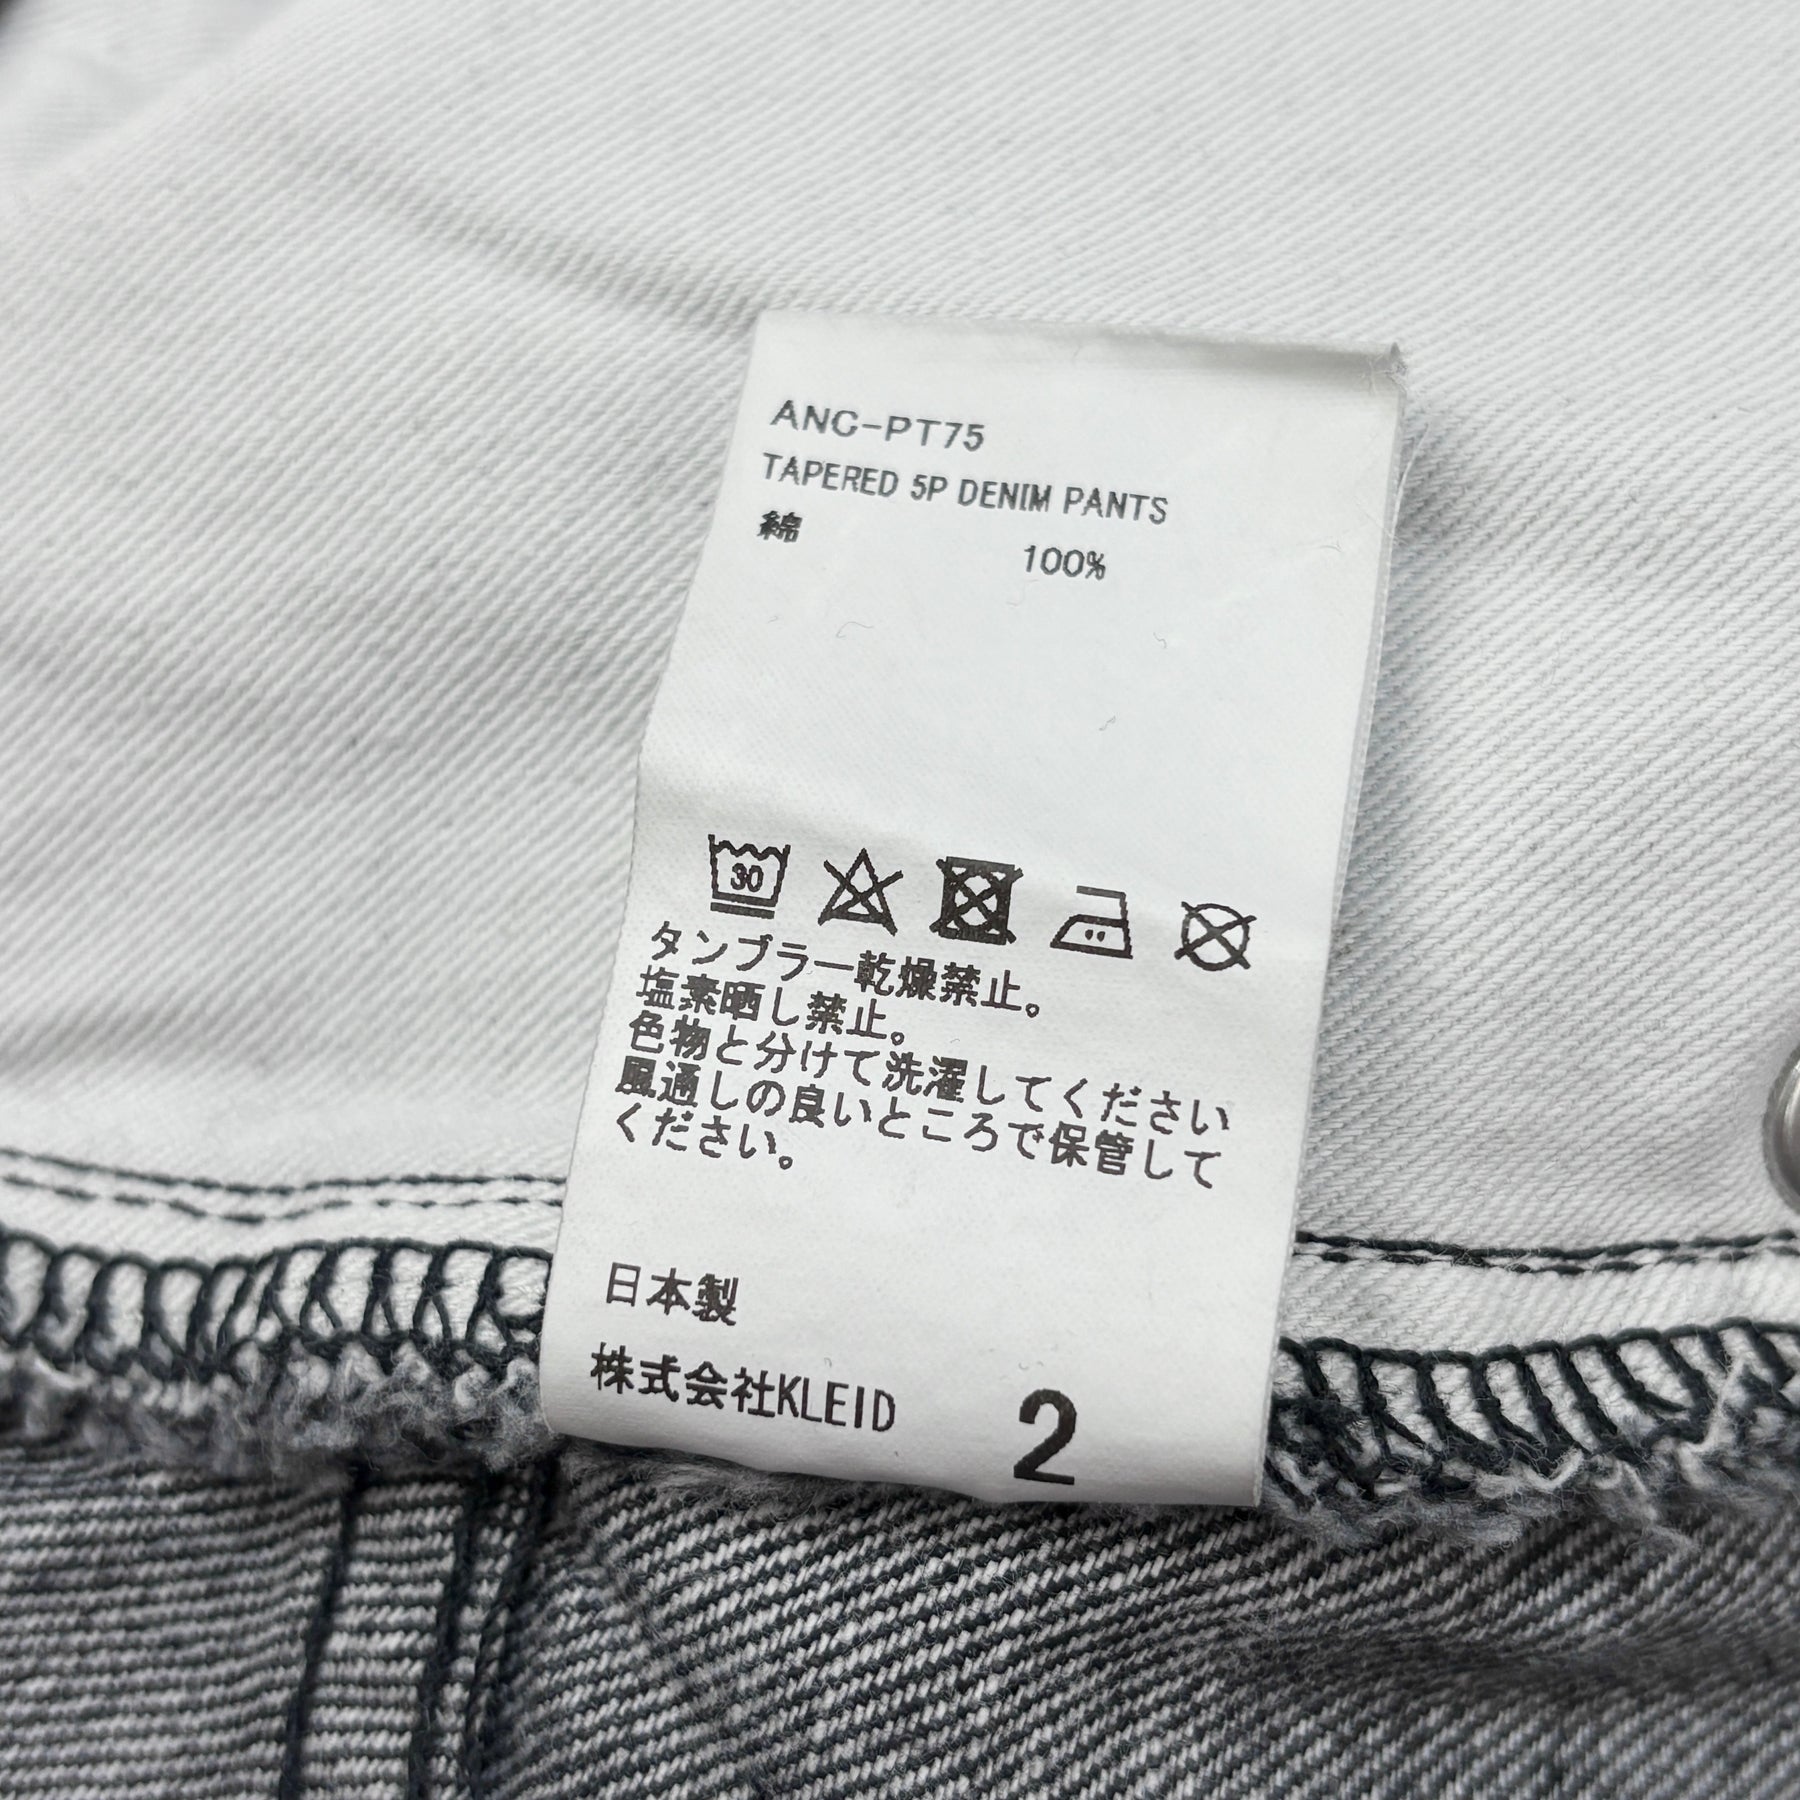 ANC-PT75
TAPERED 5P DENIM PANTS
綿 100%
30
タンブラー乾燥禁止。
塩素晒し禁止。
色物と分けて洗濯してください
風通しの良いところで保管して
ください。
日本製
株式会社KLEID 2